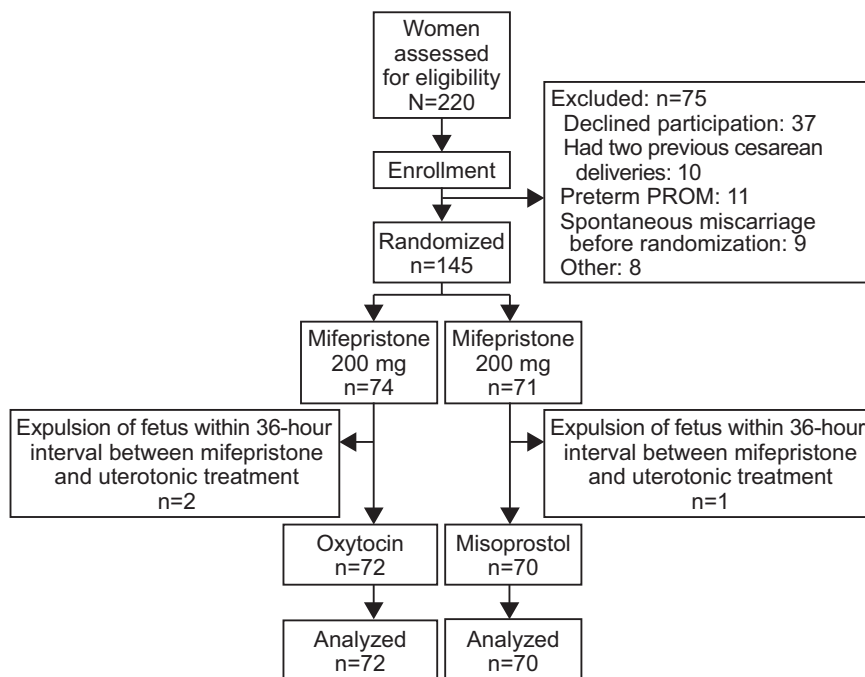 Women
assessed
for eligibility
N=220
Excluded: n=75
Declined participation: 37
Had two previous cesarean
deliveries: 10
Preterm PROM: 11
Spontaneous miscarriage
before randomization: 9
Other: 8
Enrollment
Randomized
n=145
Mifepristone
200 mg
n=74
Mifepristone
200 mg
n=71
Expulsion of fetus within 36-hour
interval between mifepristone
and uterotonic treatment
n=2
Expulsion of fetus within 36-hour
interval between mifepristone
and uterotonic treatment
n=1
Oxytocin
n=72
Misoprostol
n=70
Analyzed
n=72
Analyzed
n=70